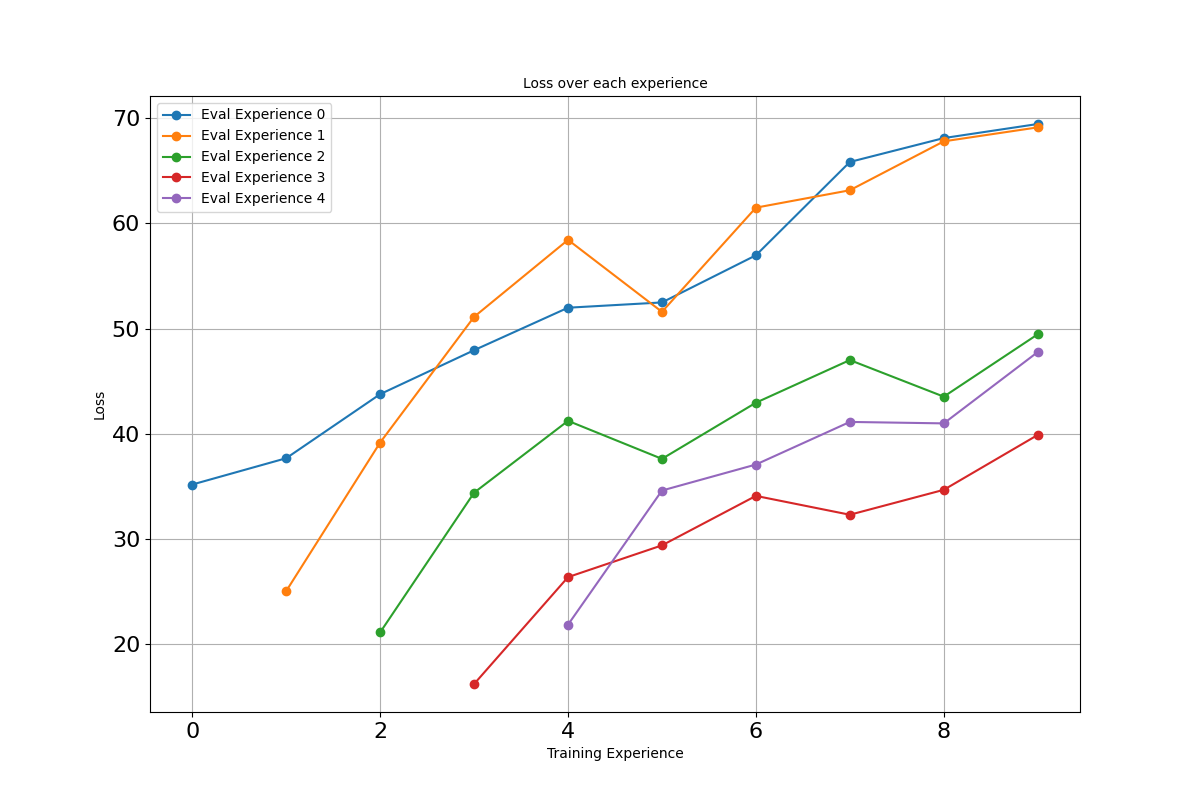 Loss over each experience
Eval Experience 0
Eval Experience 1
Eval Experience 2
Eval Experience 3
Eval Experience 4
70
60
50
40
30
20
Loss
0 2 4 6 8
Training Experience